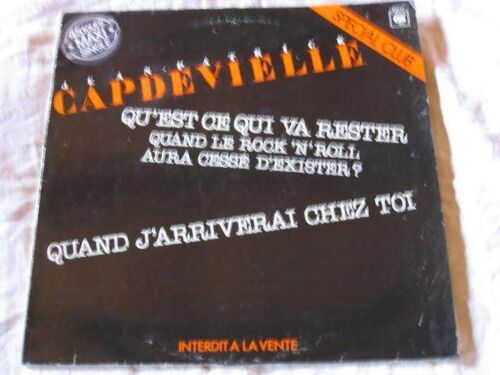 SPECIAL CLUB
MAXI
CAPDEVIELLE
QU'EST CE QUI VA RESTER
QUAND LE ROCK 'N' ROLL
AURA CESSÉ D'EXISTER?
QUAND J'ARRIVERAI CHEZ TOI
INTERDIT A LA VENTE